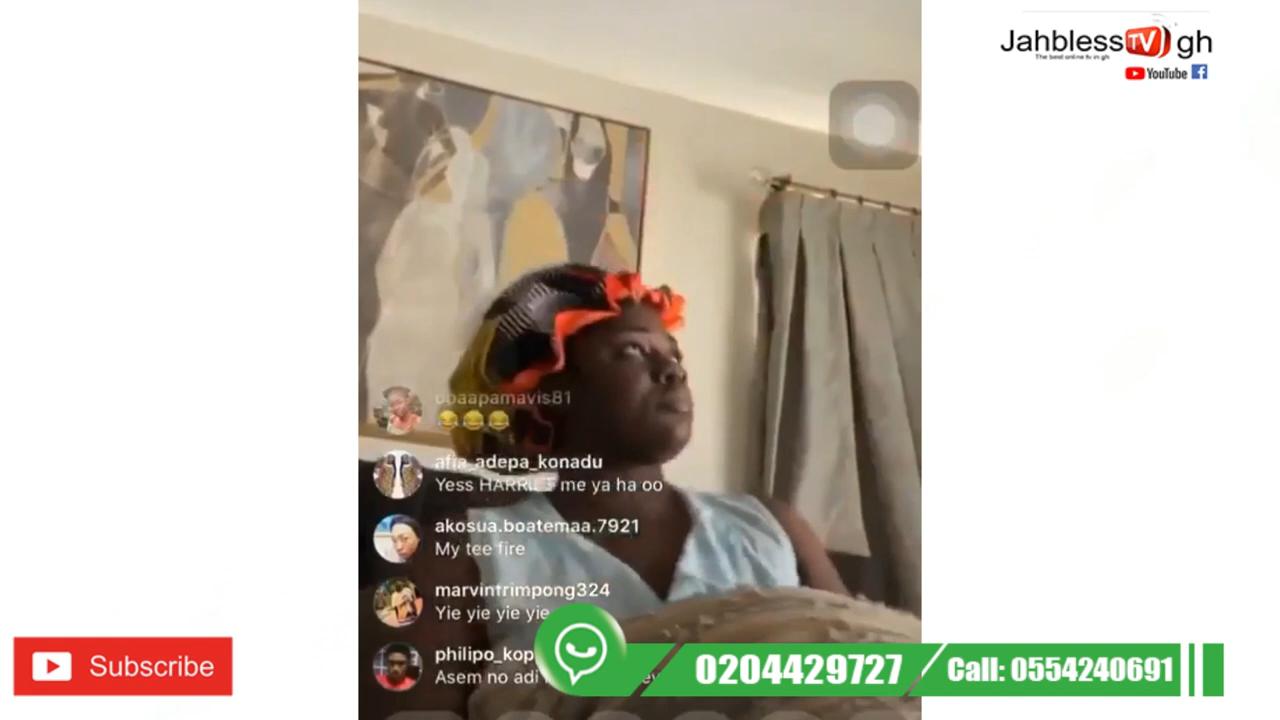 Jahbless TV gh
The best online tv in gh
YouTube
obaapamavis81
😂😂😂
afia_adepa_konadu
Yess me ya ha oo
akosua.boatemaa.7921
My tee fire
marvintrimpong324
Yie yie yie yie
philipo_kop
Asem no adi
Subscribe
0204429727
Call: 0554240691